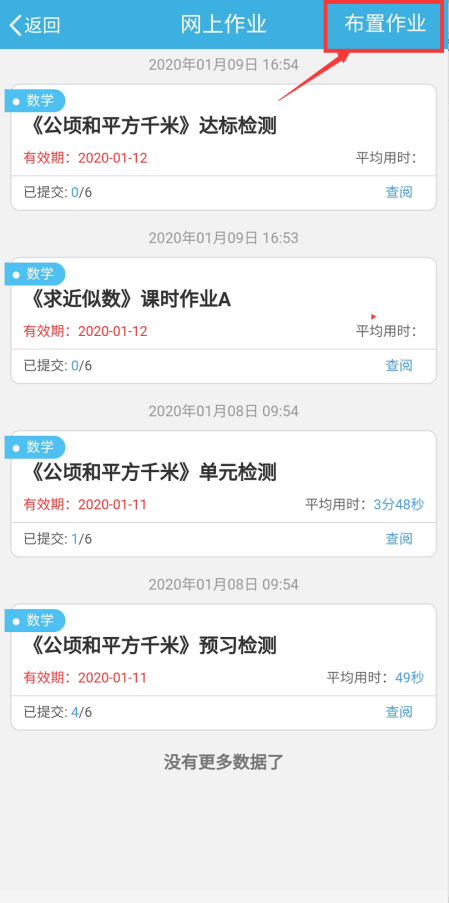 返回 网上作业 布置作业
2020年01月09日 16:54
数学
《公顷和平方千米》达标检测
有效期：2020-01-12 平均用时：
已提交: 0/6 查阅
2020年01月09日 16:53
数学
《求近似数》课时作业A
有效期：2020-01-12 平均用时：
已提交: 0/6 查阅
2020年01月08日 09:54
数学
《公顷和平方千米》单元检测
有效期：2020-01-11 平均用时：3分48秒
已提交: 1/6 查阅
2020年01月08日 09:54
数学
《公顷和平方千米》预习检测
有效期：2020-01-11 平均用时：49秒
已提交: 4/6 查阅
没有更多数据了